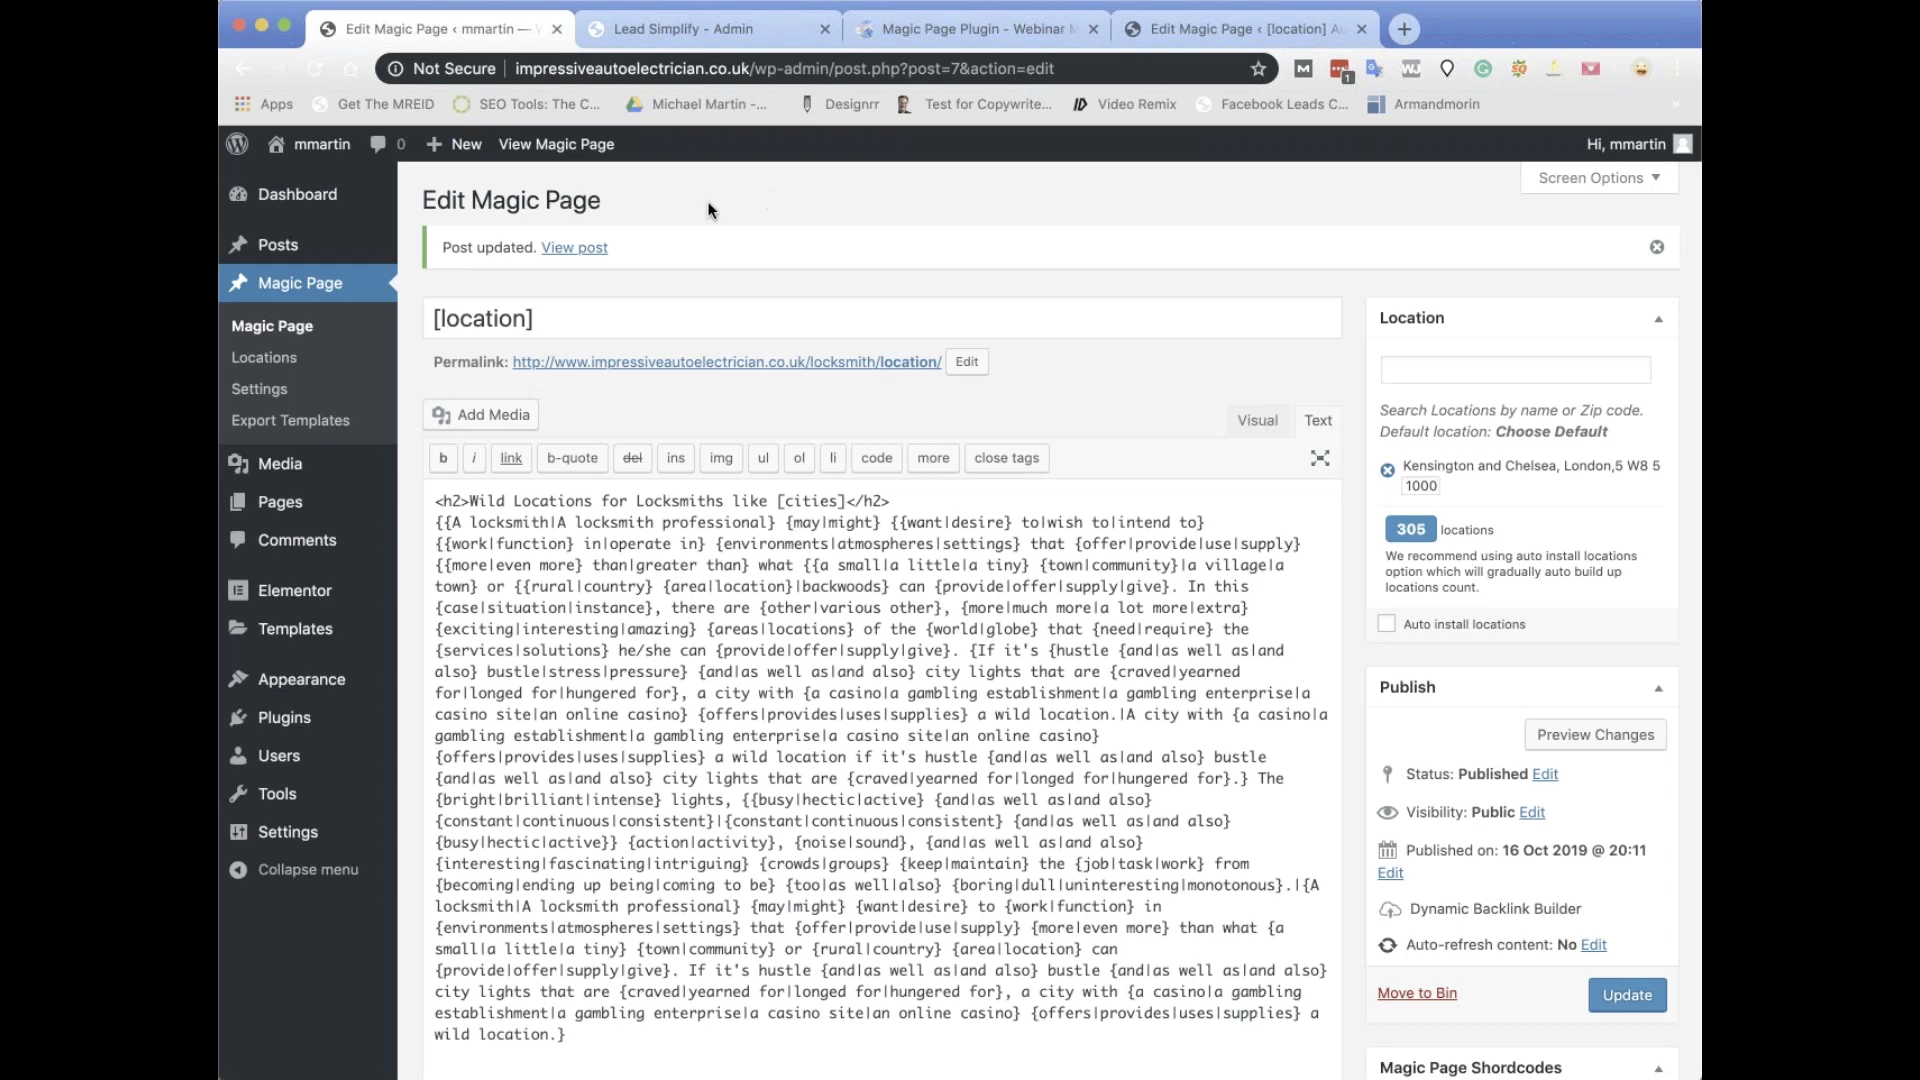 Edit Magic Page ‹ mmartin —
Lead Simplify - Admin
Magic Page Plugin - Webinar
Edit Magic Page ‹ [location]
Not Secure
impressiveautoelectrician.co.uk/wp-admin/post.php?post=7&action=edit
1
Apps
Get The MREID
SEO Tools: The C...
Michael Martin -...
Designrr
Test for Copywrite...
Video Remix
Facebook Leads C...
Armandmorin
mmartin
0
New
View Magic Page
Hi, mmartin
Screen Options
Dashboard
Posts
Magic Page
Magic Page
Locations
Settings
Export Templates
Media
Pages
Comments
Elementor
Templates
Appearance
Plugins
Users
Tools
Settings
Collapse menu
Edit Magic Page
Post updated. View post
[location]
Permalink: http://www.impressiveautoelectrician.co.uk/locksmith/location/ Edit
Add Media
Visual Text
b i link b-quote del ins img ul ol li code more close tags
<h2>Wild Locations for Locksmiths like [cities]</h2>
{{A locksmith|A locksmith professional} {may|might} {{want|desire} to|wish to|intend to}
{{work|function} in|operate in} {environments|atmospheres|settings} that {offer|provide|use|supply}
{{more|even more} than|greater than} what {{a small|a little|a tiny} {town|community}|a village|a
town} or {{rural|country} {area|location}|backwoods} can {provide|offer|supply|give}. In this
{case|situation|instance}, there are {other|various other}, {more|much more|a lot more|extra}
{exciting|interesting|amazing} {areas|locations} of the {world|globe} that {need|require} the
{services|solutions} he/she can {provide|offer|supply|give}. {If it's {hustle {and|as well as|and
also} bustle|stress|pressure} {and|as well as|and also} city lights that are {craved|yearned
for|longed for|hungered for}, a city with {a casino|a gambling establishment|a gambling enterprise|a
casino site|an online casino} {offers|provides|uses|supplies} a wild location.|A city with {a casino|a
gambling establishment|a gambling enterprise|a casino site|an online casino}
{offers|provides|uses|supplies} a wild location if it's hustle {and|as well as|and also} bustle
{and|as well as|and also} city lights that are {craved|yearned for|longed for|hungered for}.} The
{bright|brilliant|intense} lights, {{busy|hectic|active} {and|as well as|and also}
{constant|continuous|consistent}|{constant|continuous|consistent} {and|as well as|and also}
{busy|hectic|active}} {action|activity}, {noise|sound}, {and|as well as|and also}
{interesting|fascinating|intriguing} {crowds|groups} {keep|maintain} the {job|task|work} from
{becoming|ending up being|coming to be} {too|as well|also} {boring|dull|uninteresting|monotonous}.|{A
locksmith|A locksmith professional} {may|might} {want|desire} to {work|function} in
{environments|atmospheres|settings} that {offer|provide|use|supply} {more|even more} than what {a
small|a little|a tiny} {town|community} or {rural|country} {area|location} can
{provide|offer|supply|give}. If it's hustle {and|as well as|and also} bustle {and|as well as|and also}
city lights that are {craved|yearned for|longed for|hungered for}, a city with {a casino|a gambling
establishment|a gambling enterprise|a casino site|an online casino} {offers|provides|uses|supplies} a
wild location.}
Location
Search Locations by name or Zip code.
Default location: Choose Default
Kensington and Chelsea, London,5 W8 5
1000
305 locations
We recommend using auto install locations
option which will gradually auto build up
locations count.
Auto install locations
Publish
Preview Changes
Status: Published Edit
Visibility: Public Edit
Published on: 16 Oct 2019 @ 20:11
Edit
Dynamic Backlink Builder
Auto-refresh content: No Edit
Move to Bin
Update
Magic Page Shordcodes